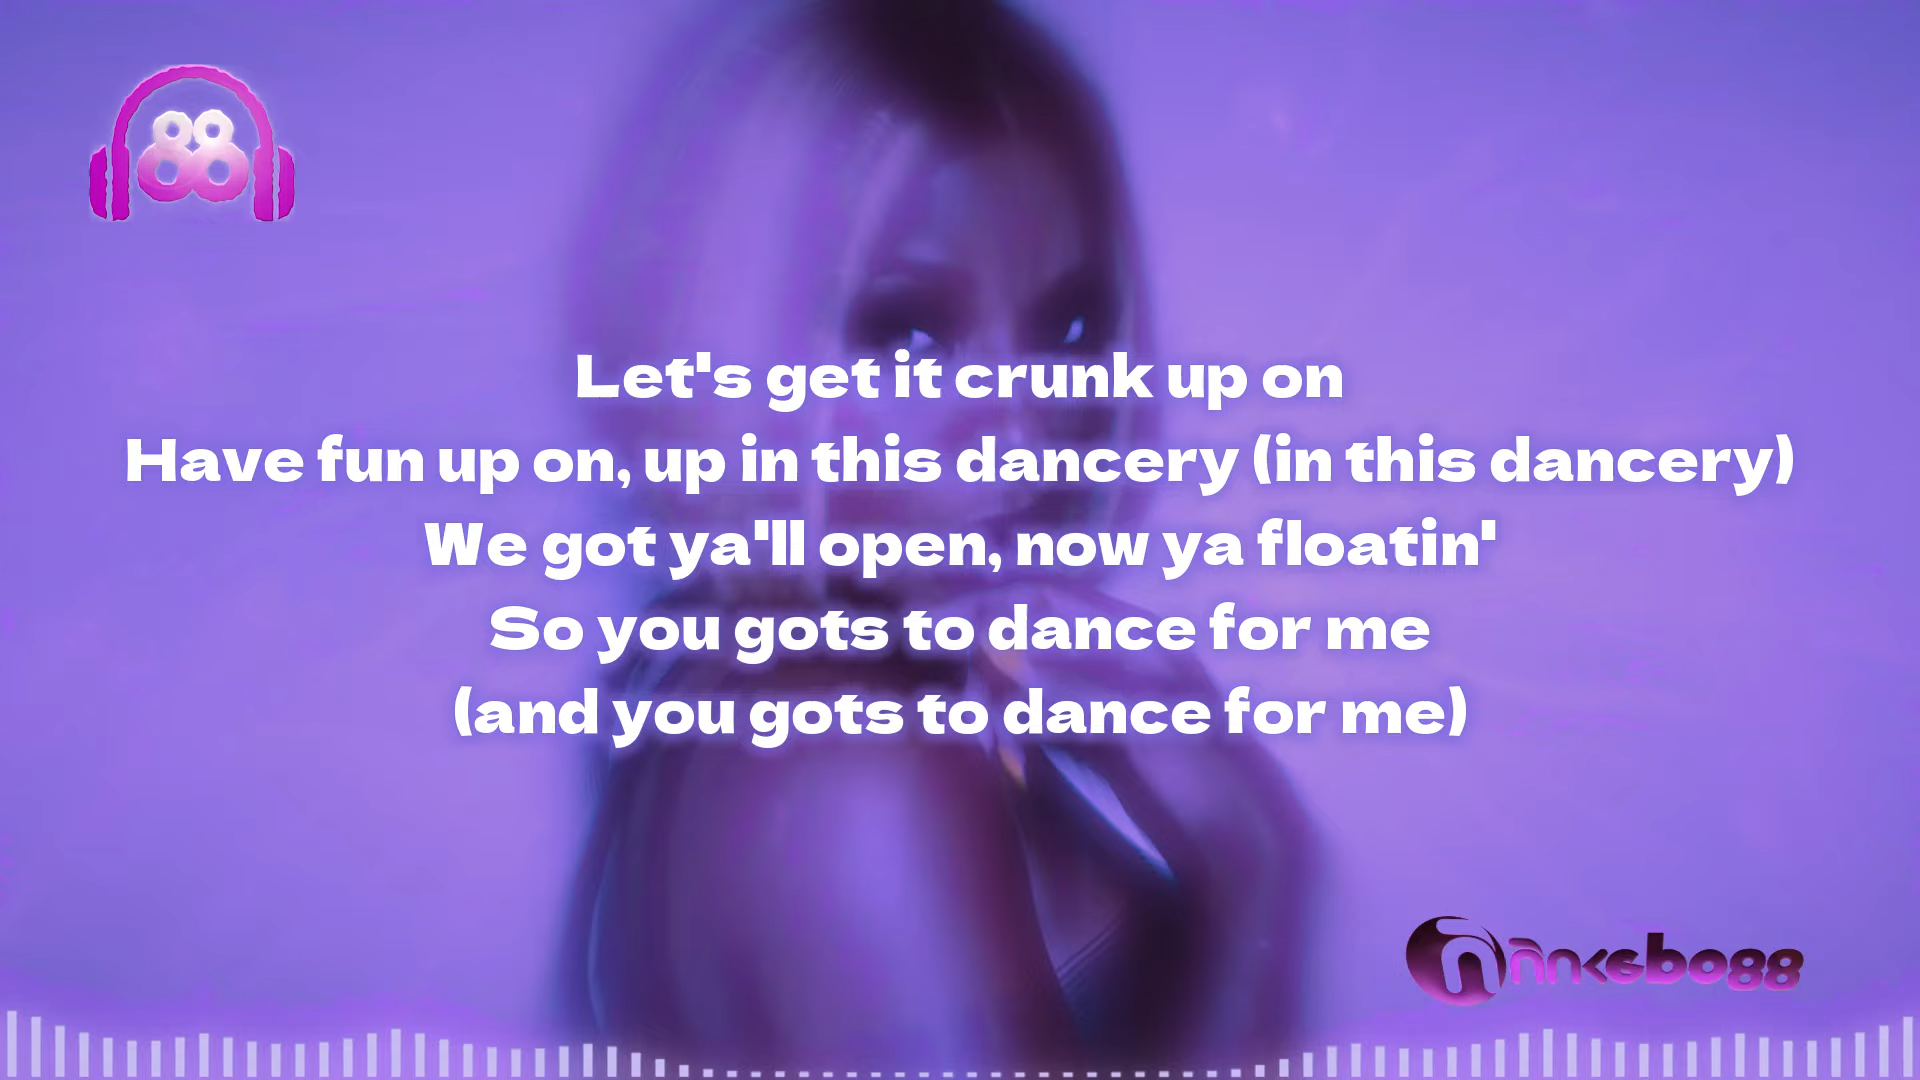 88
Let's get it crunk up on
Have fun up on, up in this dancery (in this dancery)
We got ya'll open, now ya floatin'
So you gots to dance for me
(and you gots to dance for me)